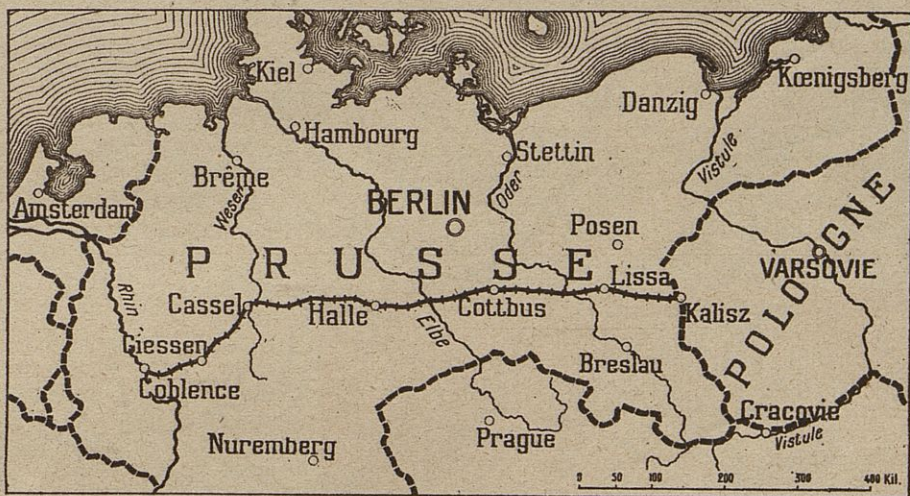 Kiel
Kœnigsberg
Danzig
Hambourg
Stettin
Vistule
Brême
Weser
Oder
Amsterdam
BERLIN
Posen
PRUSSE
Lissa
VARSOVIE
POLOGNE
Rhin
Cassel
Halle
Cottbus
Kalisz
Elbe
Giessen
Breslau
Coblence
Cracovie
Nuremberg
Prague
Vistule
0 50 100 200 300 400 Kil.